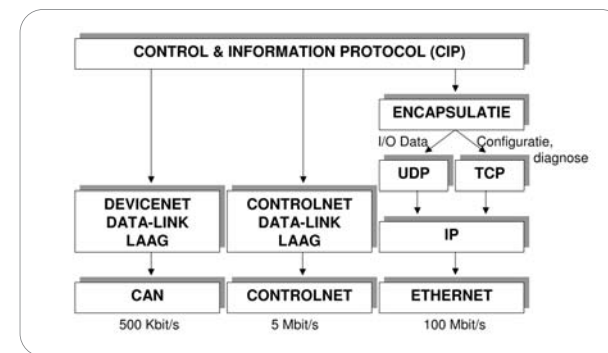 CONTROL & INFORMATION PROTOCOL (CIP)
ENCAPSULATIE
I/O Data
Configuratie,
diagnose
UDP
TCP
DEVICENET
DATA-LINK
LAAG
CONTROLNET
DATA-LINK
LAAG
IP
CAN
CONTROLNET
ETHERNET
500 Kbit/s
5 Mbit/s
100 Mbit/s